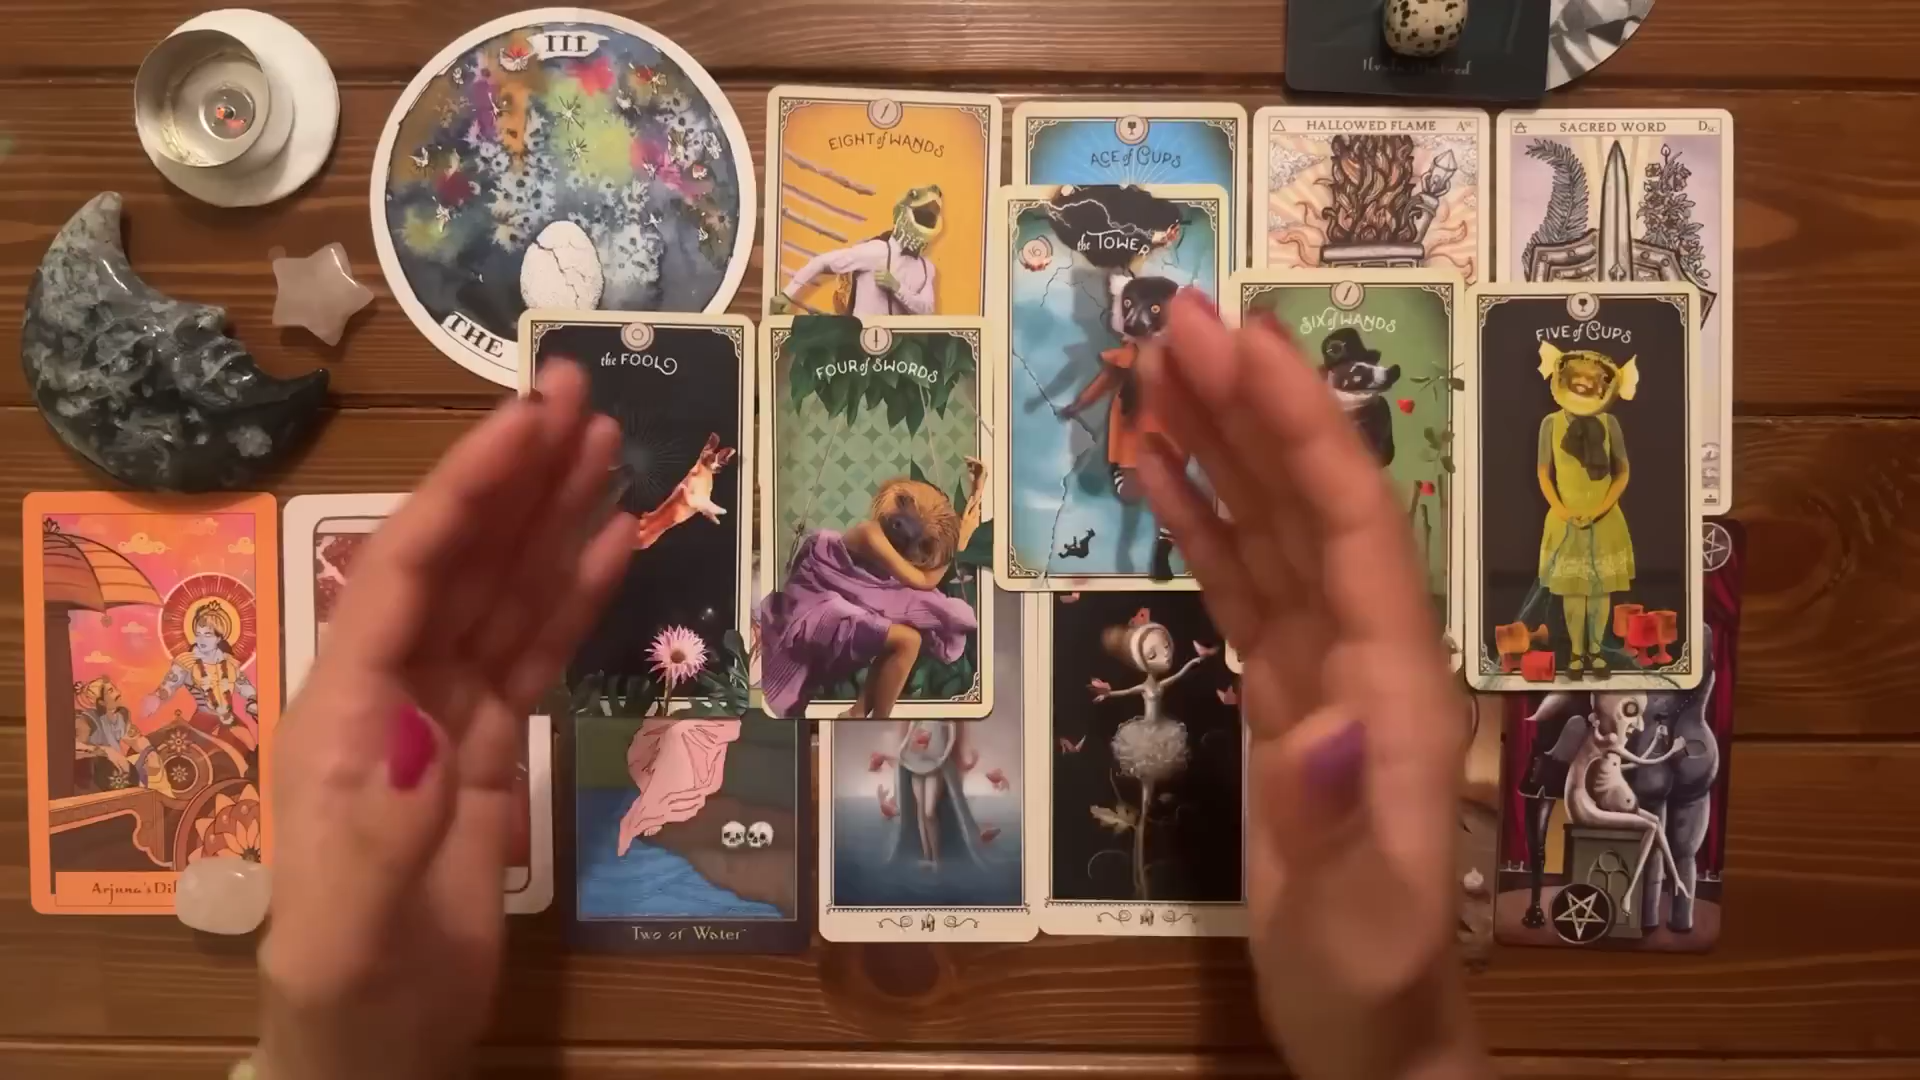 III
THE
EIGHT of WANDS
ACE of CUPS
HALLOWED FLAME
SACRED WORD
the TOWER
the FOOL
FOUR of SWORDS
SIX of WANDS
FIVE of CUPS
Two of Water